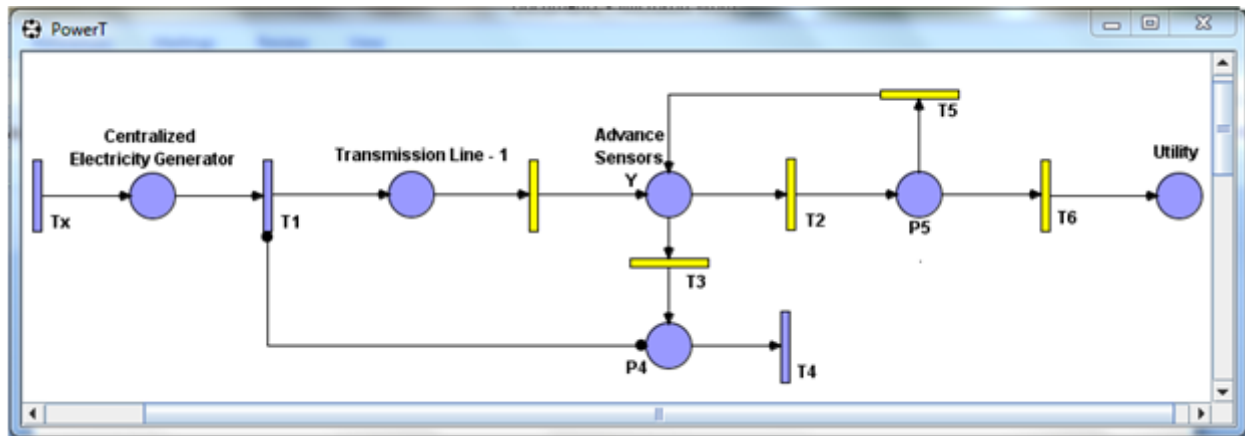 PowerT
Centralized
Electricity Generator
Transmission Line - 1
Advance
Sensors
Y
T5
Utility
Tx
T1
T2
P5
T6
T3
P4
T4